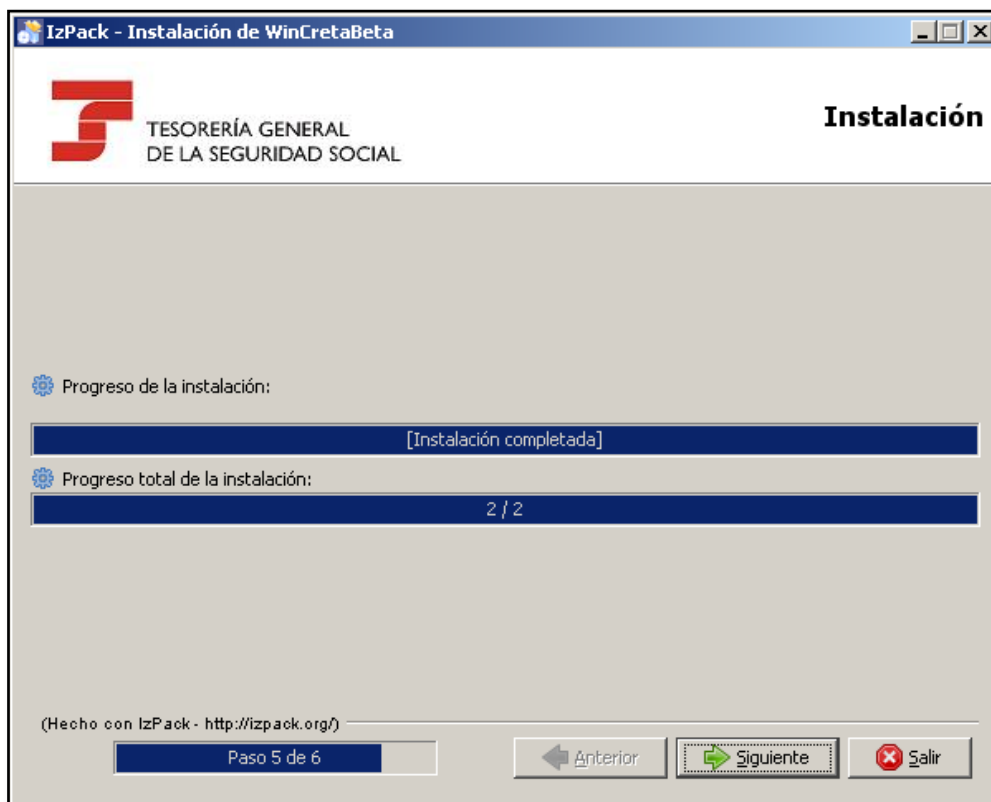 IzPack - Instalación de WinCretaBeta
TESORERÍA GENERAL
DE LA SEGURIDAD SOCIAL
Instalación
Progreso de la instalación:
[Instalación completada]
Progreso total de la instalación:
2 / 2
(Hecho con IzPack - http://izpack.org/)
Paso 5 de 6
Anterior
Siguiente
Salir